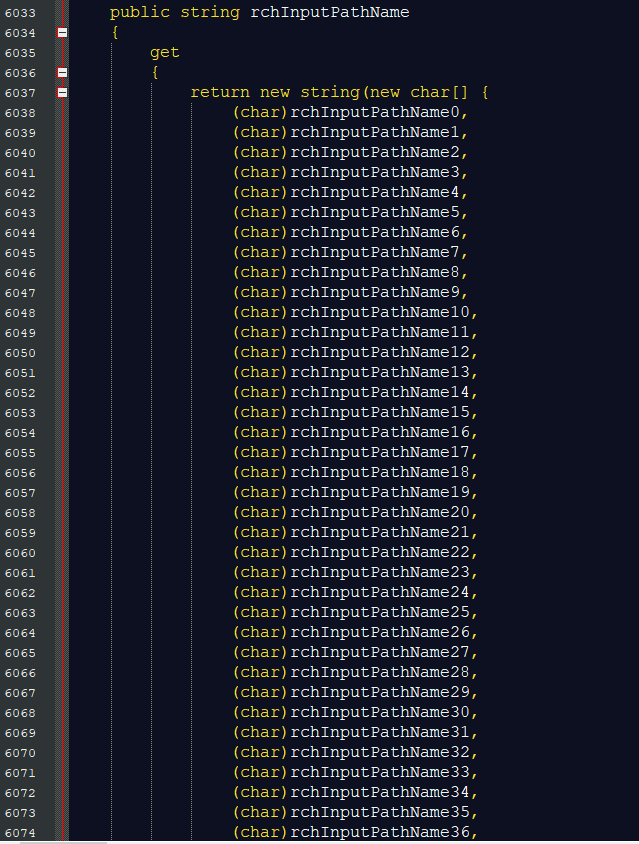 6033 public string rchInputPathName
6034 {
6035 get
6036 {
6037 return new string(new char[] {
6038 (char)rchInputPathName0,
6039 (char)rchInputPathName1,
6040 (char)rchInputPathName2,
6041 (char)rchInputPathName3,
6042 (char)rchInputPathName4,
6043 (char)rchInputPathName5,
6044 (char)rchInputPathName6,
6045 (char)rchInputPathName7,
6046 (char)rchInputPathName8,
6047 (char)rchInputPathName9,
6048 (char)rchInputPathName10,
6049 (char)rchInputPathName11,
6050 (char)rchInputPathName12,
6051 (char)rchInputPathName13,
6052 (char)rchInputPathName14,
6053 (char)rchInputPathName15,
6054 (char)rchInputPathName16,
6055 (char)rchInputPathName17,
6056 (char)rchInputPathName18,
6057 (char)rchInputPathName19,
6058 (char)rchInputPathName20,
6059 (char)rchInputPathName21,
6060 (char)rchInputPathName22,
6061 (char)rchInputPathName23,
6062 (char)rchInputPathName24,
6063 (char)rchInputPathName25,
6064 (char)rchInputPathName26,
6065 (char)rchInputPathName27,
6066 (char)rchInputPathName28,
6067 (char)rchInputPathName29,
6068 (char)rchInputPathName30,
6069 (char)rchInputPathName31,
6070 (char)rchInputPathName32,
6071 (char)rchInputPathName33,
6072 (char)rchInputPathName34,
6073 (char)rchInputPathName35,
6074 (char)rchInputPathName36,